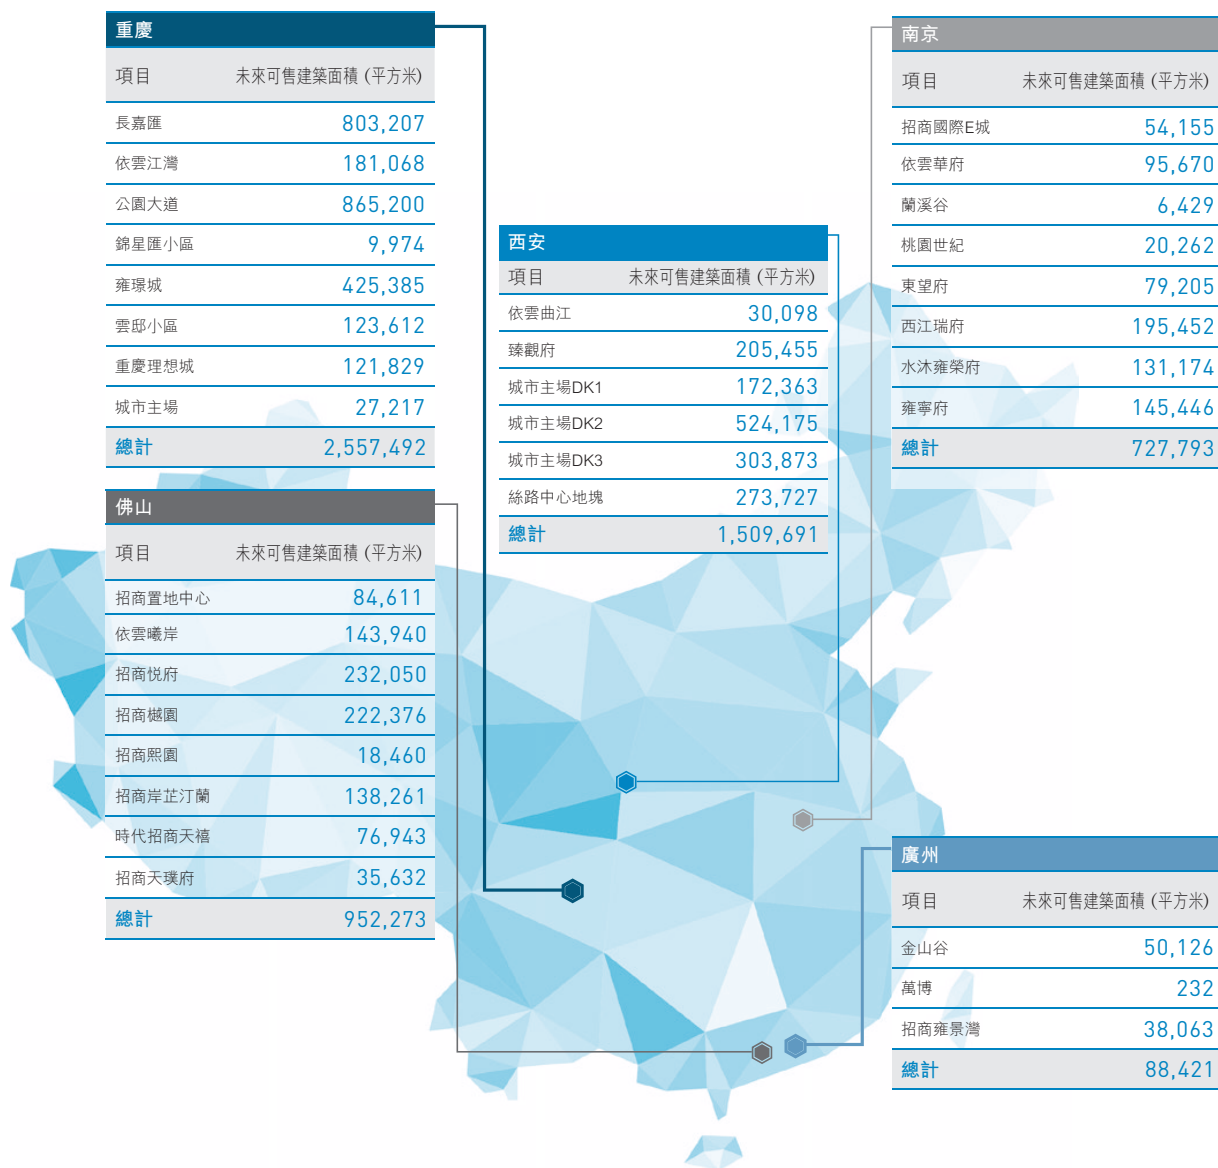 重慶
項目 未來可售建築面積 (平方米)
長嘉匯 803,207
依雲江灣 181,068
公園大道 865,200
錦星匯小區 9,974
雍璟城 425,385
雲邸小區 123,612
重慶理想城 121,829
城市主場 27,217
總計 2,557,492
佛山
項目 未來可售建築面積 (平方米)
招商置地中心 84,611
依雲曦岸 143,940
招商悦府 232,050
招商樾園 222,376
招商熙園 18,460
招商岸芷汀蘭 138,261
時代招商天禧 76,943
招商天璞府 35,632
總計 952,273
西安
項目 未來可售建築面積 (平方米)
依雲曲江 30,098
臻觀府 205,455
城市主場DK1 172,363
城市主場DK2 524,175
城市主場DK3 303,873
絲路中心地塊 273,727
總計 1,509,691
南京
項目 未來可售建築面積 (平方米)
招商國際E城 54,155
依雲華府 95,670
蘭溪谷 6,429
桃園世紀 20,262
東望府 79,205
西江瑞府 195,452
水沐雍榮府 131,174
雍寧府 145,446
總計 727,793
廣州
項目 未來可售建築面積 (平方米)
金山谷 50,126
萬博 232
招商雍景灣 38,063
總計 88,421